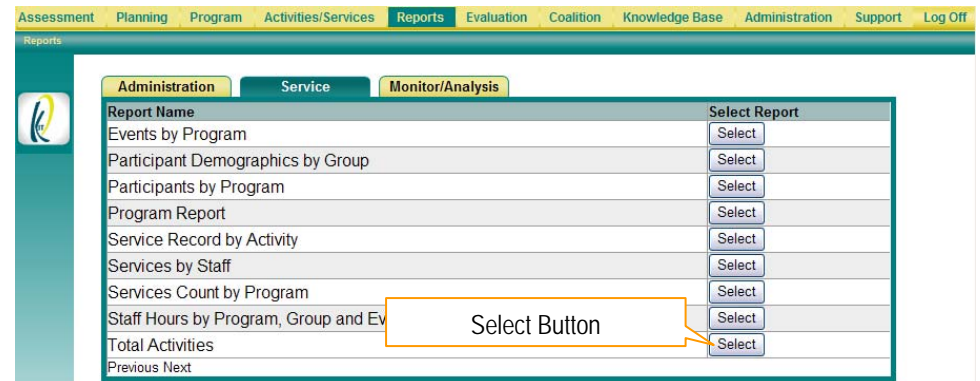 Assessment Planning Program Activities/Services Reports Evaluation Coalition Knowledge Base Administration Support Log Off
Reports
Administration Service Monitor/Analysis
Report Name Select Report
Events by Program Select
Participant Demographics by Group Select
Participants by Program Select
Program Report Select
Service Record by Activity Select
Services by Staff Select
Services Count by Program Select
Staff Hours by Program, Group and Ev Select
Select Button
Total Activities Select
Previous Next